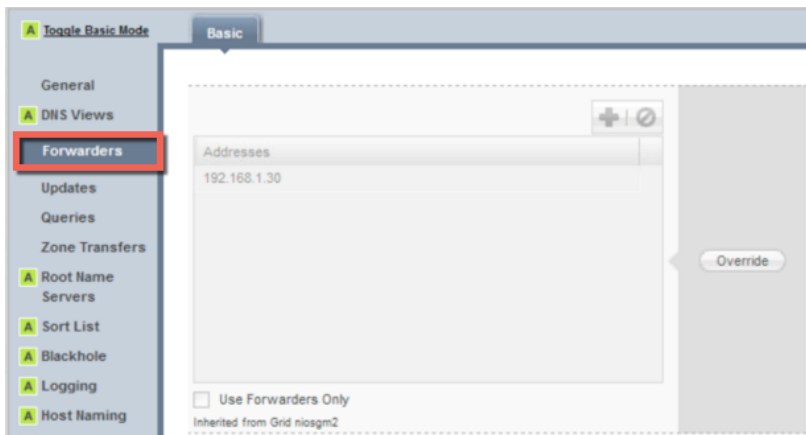 A Toggle Basic Mode
Basic
General
A DNS Views
Forwarders
Updates
Queries
Zone Transfers
A Root Name
Servers
A Sort List
A Blackhole
A Logging
A Host Naming
Addresses
192.168.1.30
Override
Use Forwarders Only
Inherited from Grid niosgm2